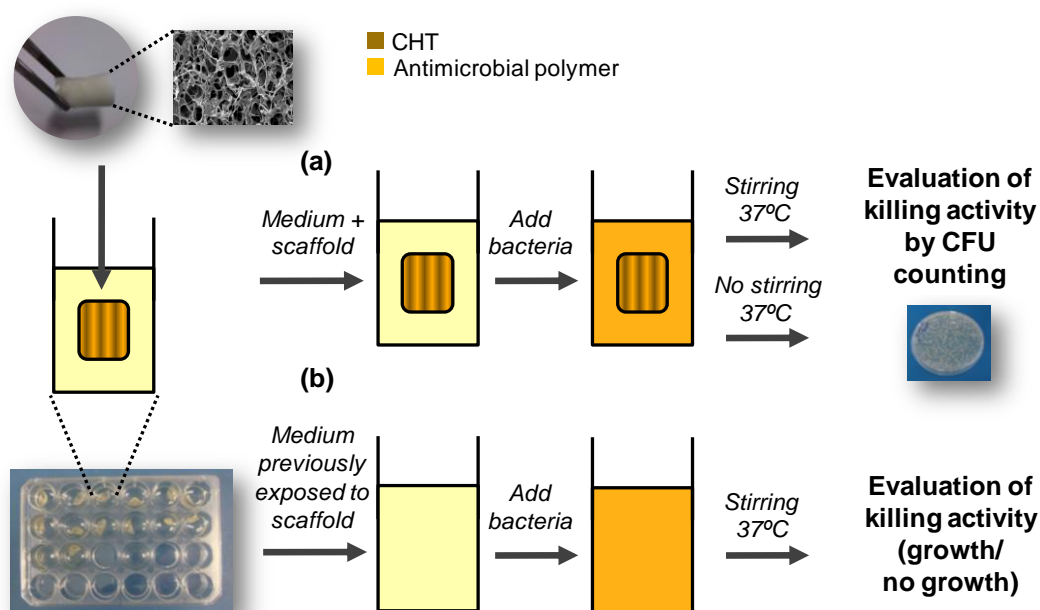 CHT
Antimicrobial polymer
(a)
Medium +
scaffold
Add
bacteria
Stirring
37ºC
No stirring
37ºC
Evaluation of
killing activity
by CFU
counting
(b)
Medium
previously
exposed to
scaffold
Add
bacteria
Stirring
37ºC
Evaluation of
killing activity
(growth/
no growth)